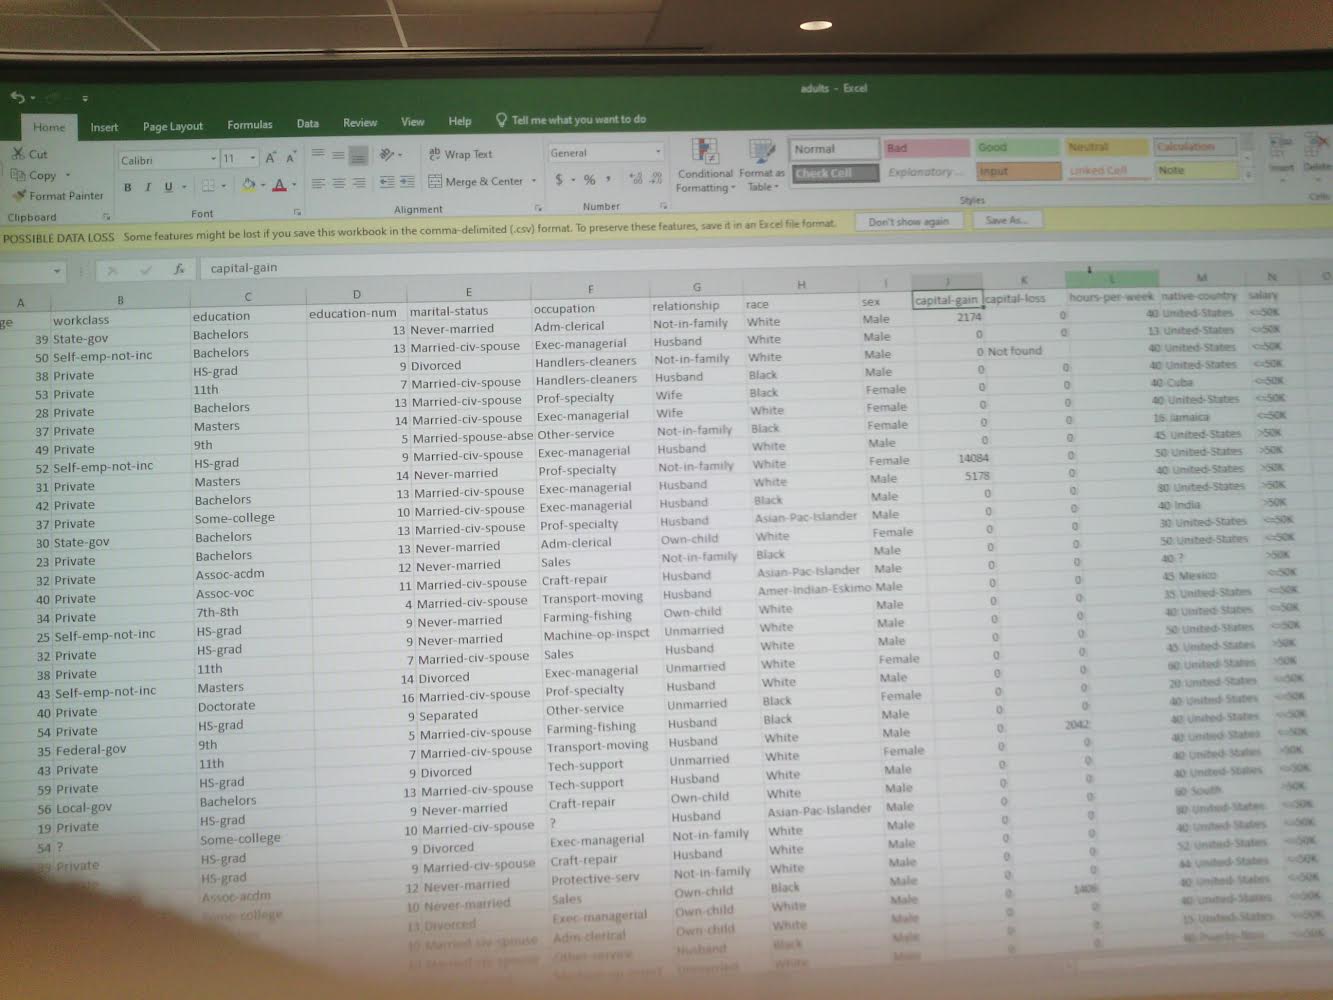 adults - Excel
Home Insert Page Layout Formulas Data Review View Help Tell me what you want to do
Cut
Copy
Format Painter
Clipboard
Calibri 11 A A
B I U A
Font
ab Wrap Text
Merge & Center
Alignment
General
$ % ,
Number
Conditional Formatting
Format as Table
Normal Bad Good Neutral Calculation
Check Cell Explanatory ... Input Linked Cell Note
Styles
Insert Delete
Cells
POSSIBLE DATA LOSS Some features might be lost if you save this workbook in the comma-delimited (.csv) format. To preserve these features, save it in an Excel file format. Don't show again Save As...
fx capital-gain
A B C D E F G H I J K L M N
ge workclass education education-num marital-status occupation relationship race sex capital-gain capital-loss hours-per-week native-country salary
39 State-gov Bachelors 13 Never-married Adm-clerical Not-in-family White Male 2174 0 40 United-States <=50K
50 Self-emp-not-inc Bachelors 13 Married-civ-spouse Exec-managerial Husband White Male 0 0 13 United-States <=50K
38 Private HS-grad 9 Divorced Handlers-cleaners Not-in-family White Male 0 Not found 40 United-States <=50K
53 Private 11th 7 Married-civ-spouse Handlers-cleaners Husband Black Male 0 0 40 United-States <=50K
28 Private Bachelors 13 Married-civ-spouse Prof-specialty Wife Black Female 0 0 40 Cuba <=50K
37 Private Masters 14 Married-civ-spouse Exec-managerial Wife White Female 0 0 40 United-States <=50K
49 Private 9th 5 Married-spouse-abse Other-service Not-in-family Black Female 0 0 16 Jamaica <=50K
52 Self-emp-not-inc HS-grad 9 Married-civ-spouse Exec-managerial Husband White Male 0 0 45 United-States >50K
31 Private Masters 14 Never-married Prof-specialty Not-in-family White Female 14084 0 50 United-States >50K
42 Private Bachelors 13 Married-civ-spouse Exec-managerial Husband White Male 5178 0 40 United-States >50K
37 Private Some-college 10 Married-civ-spouse Exec-managerial Husband Black Male 0 0 80 United-States >50K
30 State-gov Bachelors 13 Married-civ-spouse Prof-specialty Husband Asian-Pac-Islander Male 0 0 40 India >50K
23 Private Bachelors 13 Never-married Adm-clerical Own-child White Female 0 0 30 United-States <=50K
32 Private Assoc-acdm 12 Never-married Sales Not-in-family Black Male 0 0 50 United-States <=50K
40 Private Assoc-voc 11 Married-civ-spouse Craft-repair Husband Asian-Pac-Islander Male 0 0 40 ? >50K
34 Private 7th-8th 4 Married-civ-spouse Transport-moving Husband Amer-Indian-Eskimo Male 0 0 45 Mexico <=50K
25 Self-emp-not-inc HS-grad 9 Never-married Farming-fishing Own-child White Male 0 0 35 United-States <=50K
32 Private HS-grad 9 Never-married Machine-op-inspct Unmarried White Male 0 0 40 United-States <=50K
38 Private 11th 7 Married-civ-spouse Sales Husband White Male 0 0 50 United-States <=50K
43 Self-emp-not-inc Masters 14 Divorced Exec-managerial Unmarried White Female 0 0 45 United-States >50K
40 Private Doctorate 16 Married-civ-spouse Prof-specialty Husband White Male 0 0 60 United-States >50K
54 Private HS-grad 9 Separated Other-service Unmarried Black Female 0 0 20 United-States <=50K
35 Federal-gov 9th 5 Married-civ-spouse Farming-fishing Husband Black Male 0 0 40 United-States <=50K
43 Private 11th 7 Married-civ-spouse Transport-moving Husband White Male 0 2042 40 United-States <=50K
59 Private HS-grad 9 Divorced Tech-support Unmarried White Female 0 0 40 United-States <=50K
56 Local-gov Bachelors 13 Married-civ-spouse Tech-support Husband White Male 0 0 40 United-States >50K
19 Private HS-grad 9 Never-married Craft-repair Own-child White Male 0 0 40 United-States <=50K
54 ? Some-college 10 Married-civ-spouse ? Husband Asian-Pac-Islander Male 0 0 60 South >50K
39 Private HS-grad 9 Divorced Exec-managerial Not-in-family White Male 0 0 80 United-States <=50K
HS-grad 9 Married-civ-spouse Craft-repair Husband White Male 0 0 40 United-States <=50K
Assoc-acdm 12 Never-married Protective-serv Not-in-family White Male 0 0 52 United-States <=50K
Some-college 10 Never-married Sales Own-child Black Male 0 0 44 United-States <=50K
13 Divorced Exec-managerial Own-child White Male 0 1408 40 United-States <=50K
10 Married-civ-spouse Adm-clerical Own-child White Male 0 0 15 United-States <=50K
Other-service Husband Black Male 0 0 40 Puerto-Rico <=50K
Unmarried White